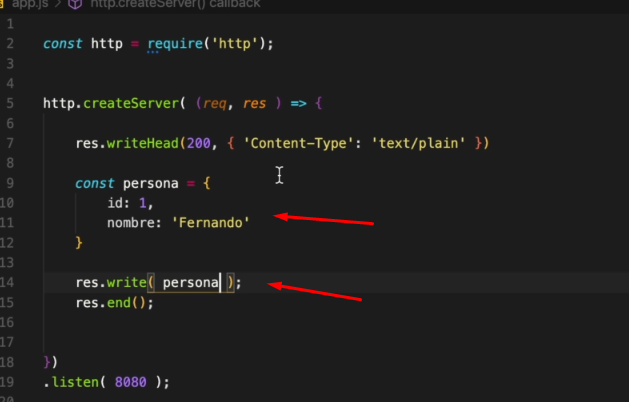 app.js > http.createServer() callback
1
2 const http = require('http');
3
4
5 http.createServer( (req, res ) => {
6
7 res.writeHead(200, { 'Content-Type': 'text/plain' })
8
9 const persona = {
10 id: 1,
11 nombre: 'Fernando'
12 }
13
14 res.write( persona );
15 res.end();
16
17
18 })
19 .listen( 8080 );
20